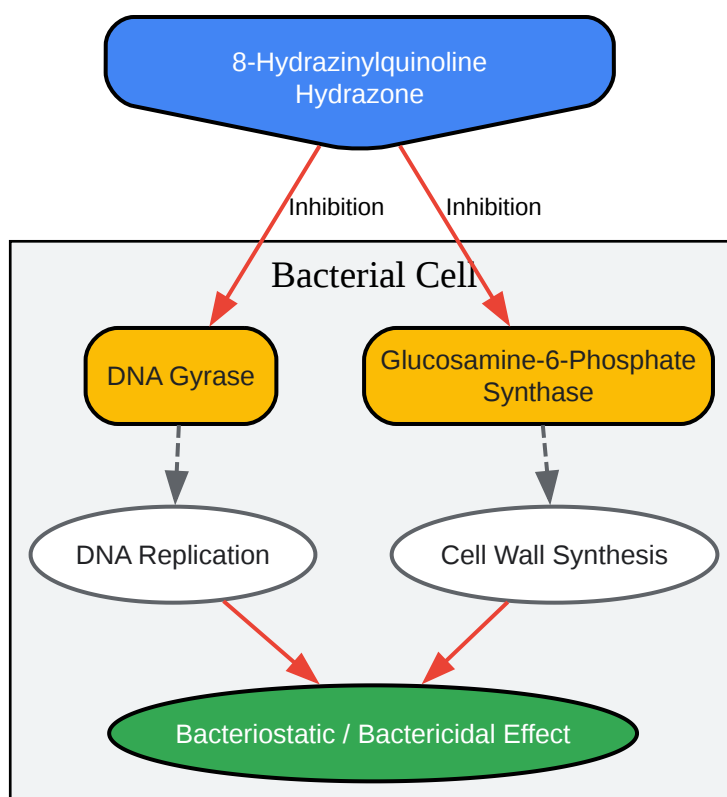 8-Hydrazinylquinoline
Hydrazone
Inhibition
Inhibition
Bacterial Cell
DNA Gyrase
Glucosamine-6-Phosphate
Synthase
DNA Replication
Cell Wall Synthesis
Bacteriostatic / Bactericidal Effect